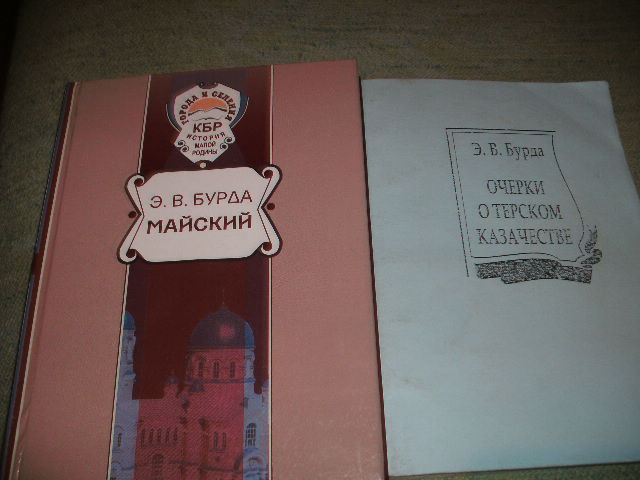 ГОРОДА И СЕЛЕНИЯ
КБР
ИСТОРИЯ
МАЛОЙ
РОДИНЫ
Э. В. БУРДА
МАЙСКИЙ
Э. В. Бурда
ОЧЕРКИ
О ТЕРСКОМ
КАЗАЧЕСТВЕ